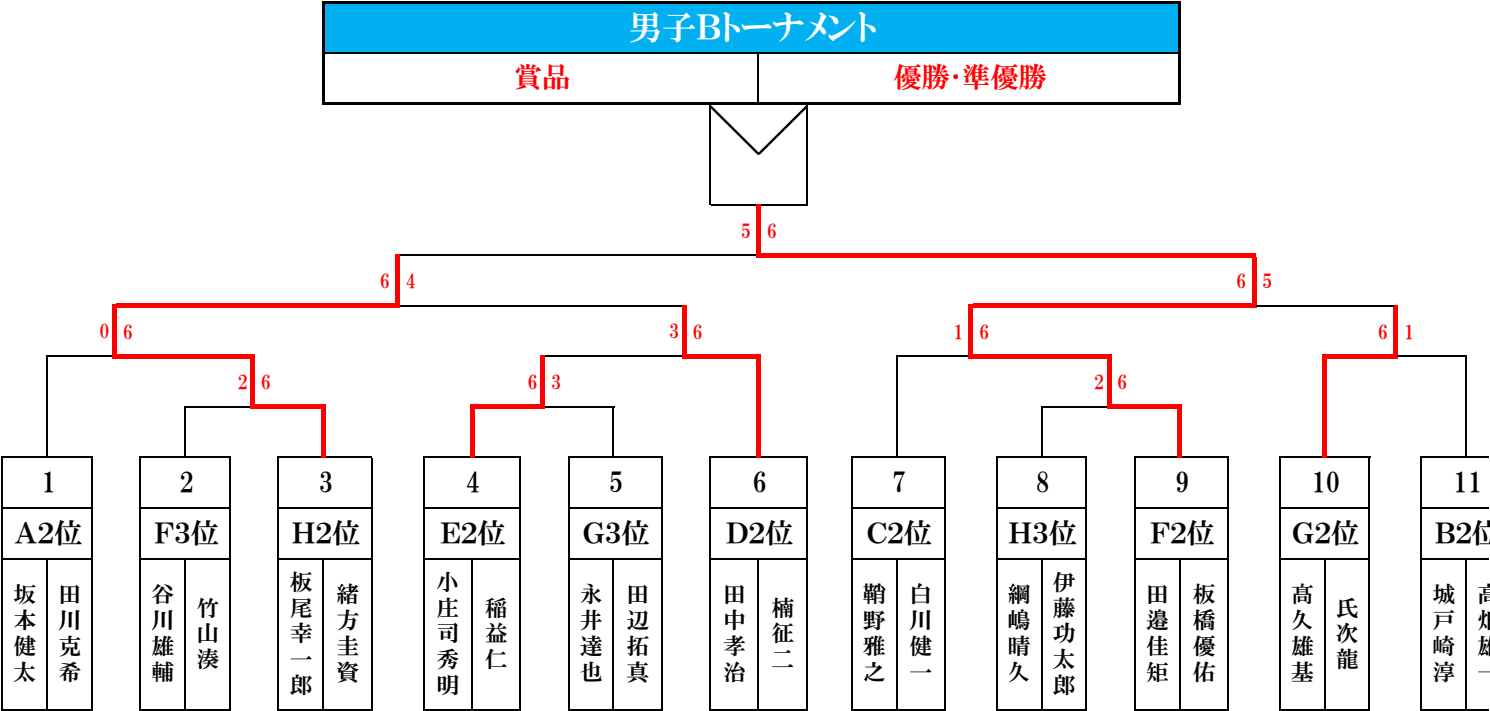 男子Bトーナメント
賞品
優勝・準優勝
5 6
6 4
6 5
0 6
3 6
1 6
6 1
2 6
6 3
2 6
1
2
3
4
5
6
7
8
9
10
11
A2位
F3位
H2位
E2位
G3位
D2位
C2位
H3位
F2位
G2位
B2位
坂本健太
田川克希
谷川雄輔
竹山湊
板尾幸一郎
緒方圭資
小庄司秀明
稲益仁
永井達也
田辺拓真
田中孝治
楠征二
鞘野雅之
白川健一
綱嶋晴久
伊藤功太郎
田邉佳矩
板橋優佑
髙久雄基
氏次龍
城戸崎淳